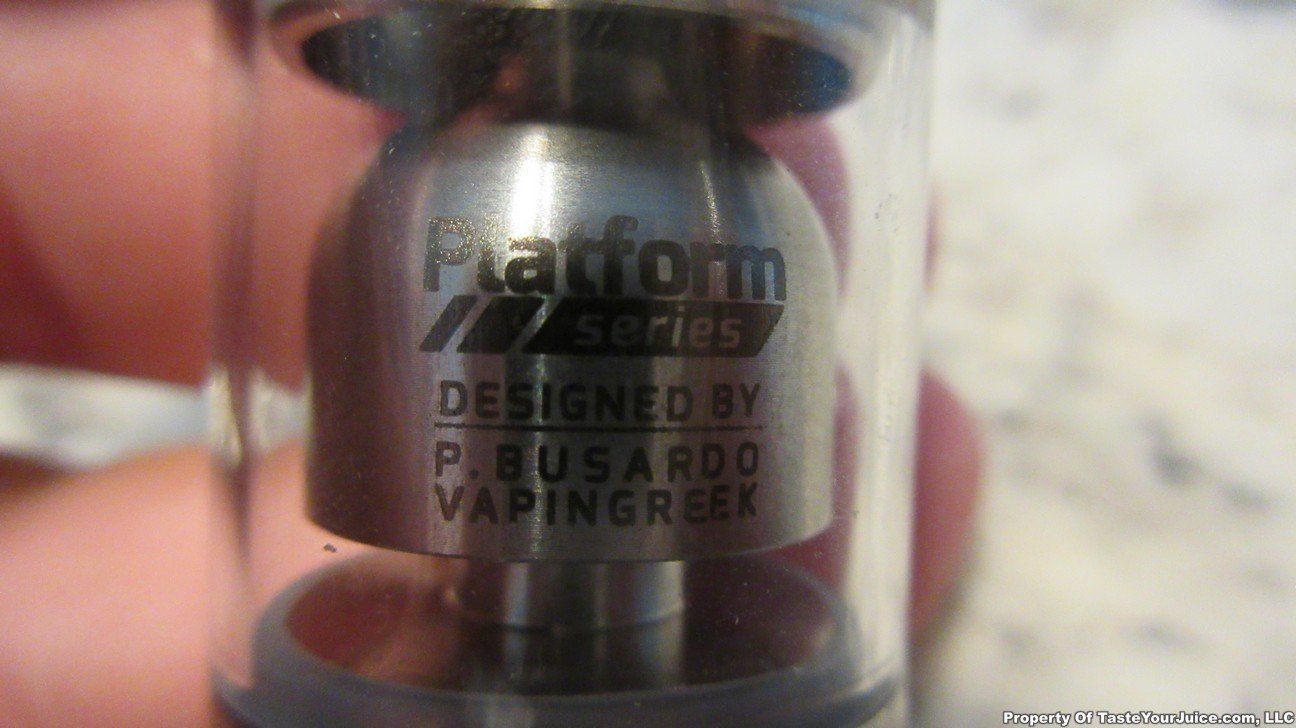 Platform
series
DESIGNED BY
P. BUSARDO
VAPINGREEK
Property Of TasteYourJuice.com, LLC